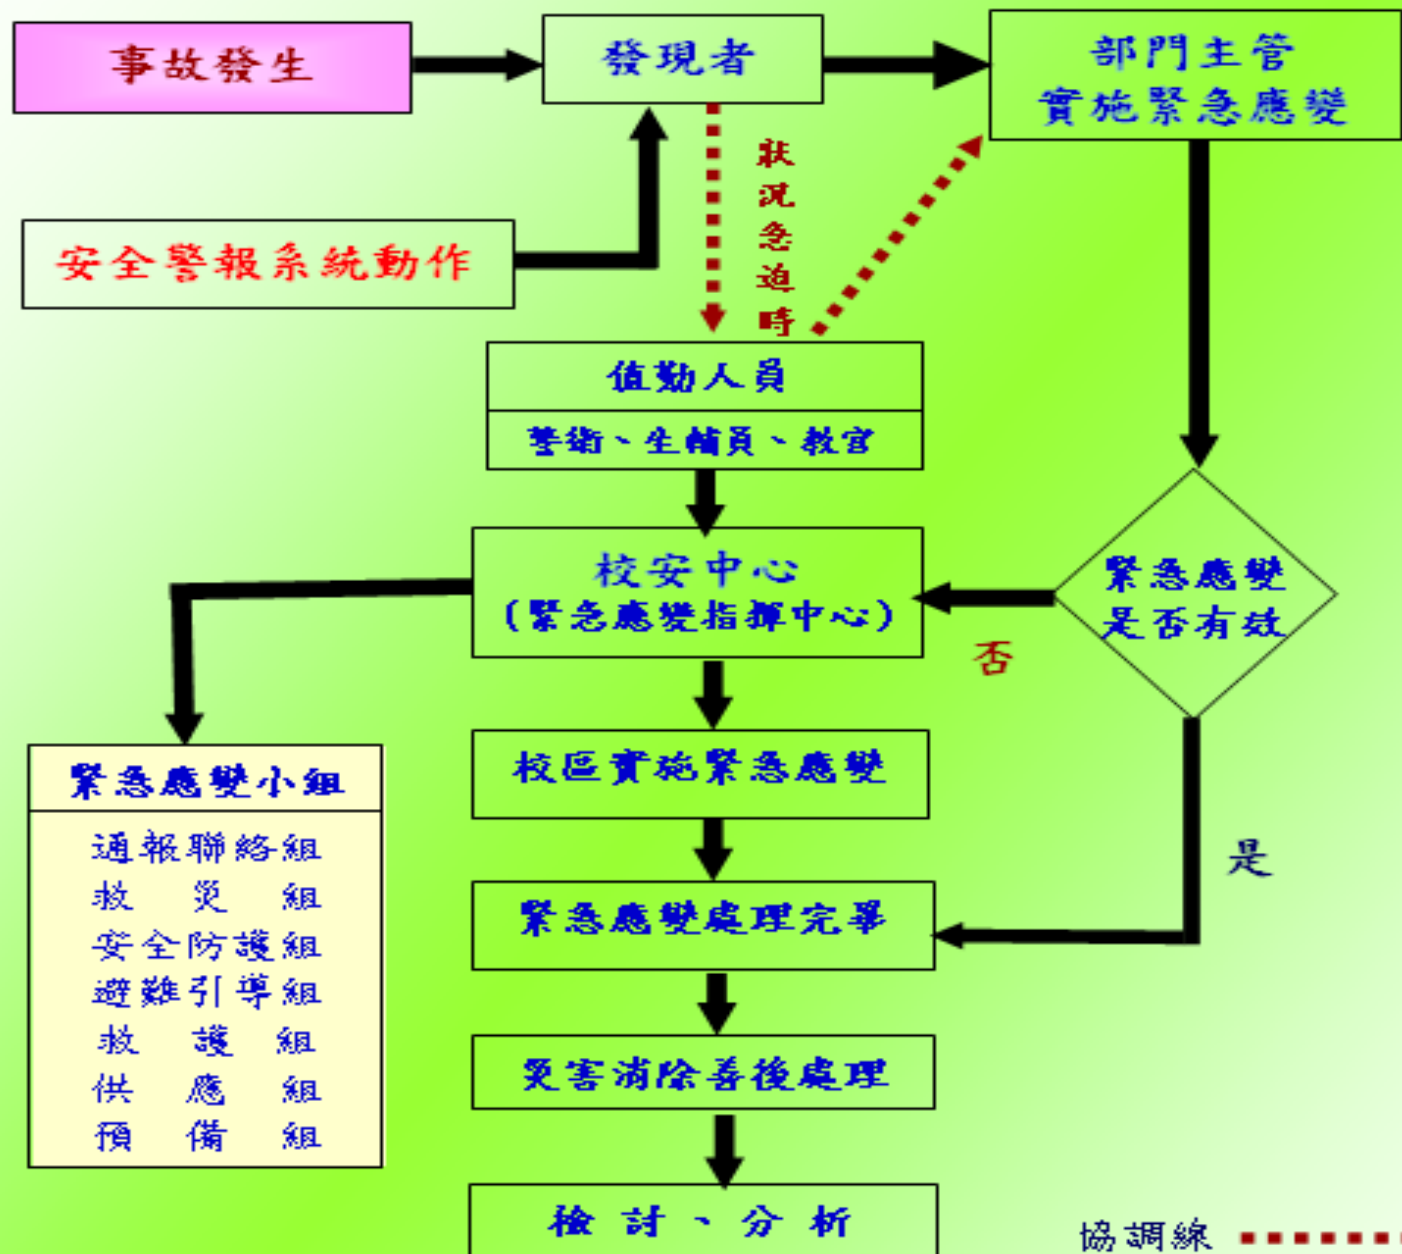 事故發生
發現者
部門主管
實施緊急應變
狀況急迫時
安全警報系統動作
值勤人員
警衛、生輔員、教官
校安中心
(緊急應變指揮中心)
緊急應變
是否有效
否
是
緊急應變小組
通報聯絡組
救 災 組
安全防護組
避難引導組
救 護 組
供 應 組
預 備 組
校區實施緊急應變
緊急應變處理完畢
災害消除善後處理
檢 討 、 分 析
協調線